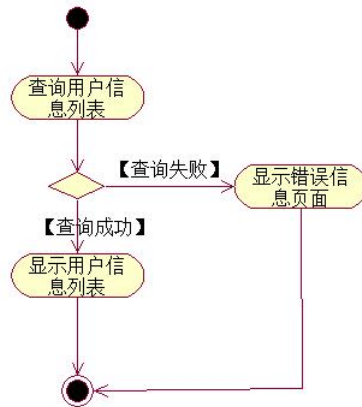 查询用户信
息列表
【查询失败】
显示错误信
息页面
【查询成功】
显示用户信
息列表